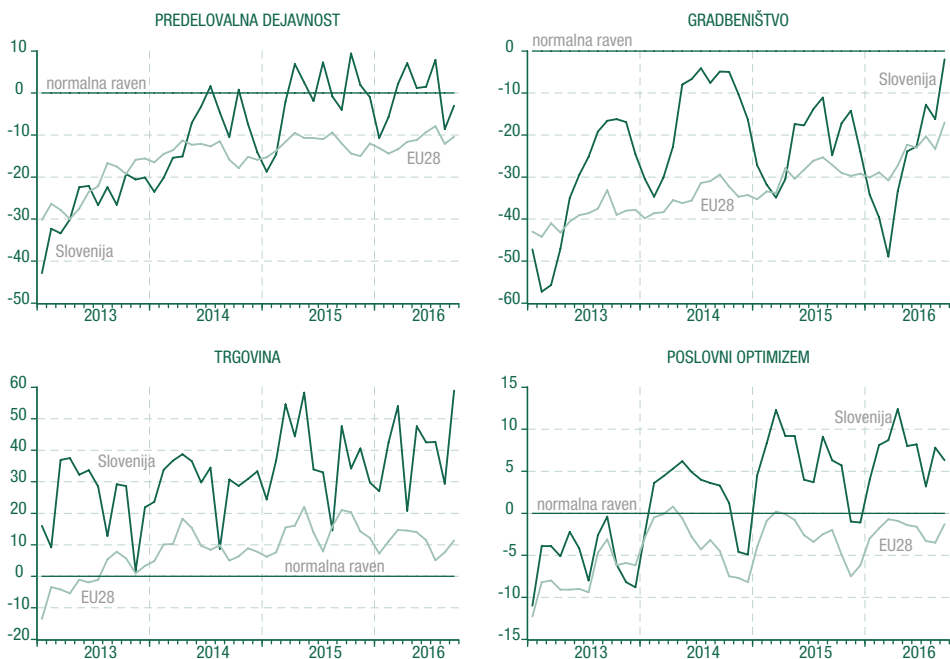 PREDELOVALNA DEJAVNOST
10
0
-10
-20
-30
-40
-50
normalna raven
EU28
Slovenija
2013
2014
2015
2016
GRADBENIŠTVO
0
-10
-20
-30
-40
-50
-60
normalna raven
Slovenija
EU28
2013
2014
2015
2016
TRGOVINA
60
50
40
30
20
10
0
-10
-20
Slovenija
normalna raven
EU28
2013
2014
2015
2016
POSLOVNI OPTIMIZEM
15
10
5
0
-5
-10
-15
Slovenija
normalna raven
EU28
2013
2014
2015
2016